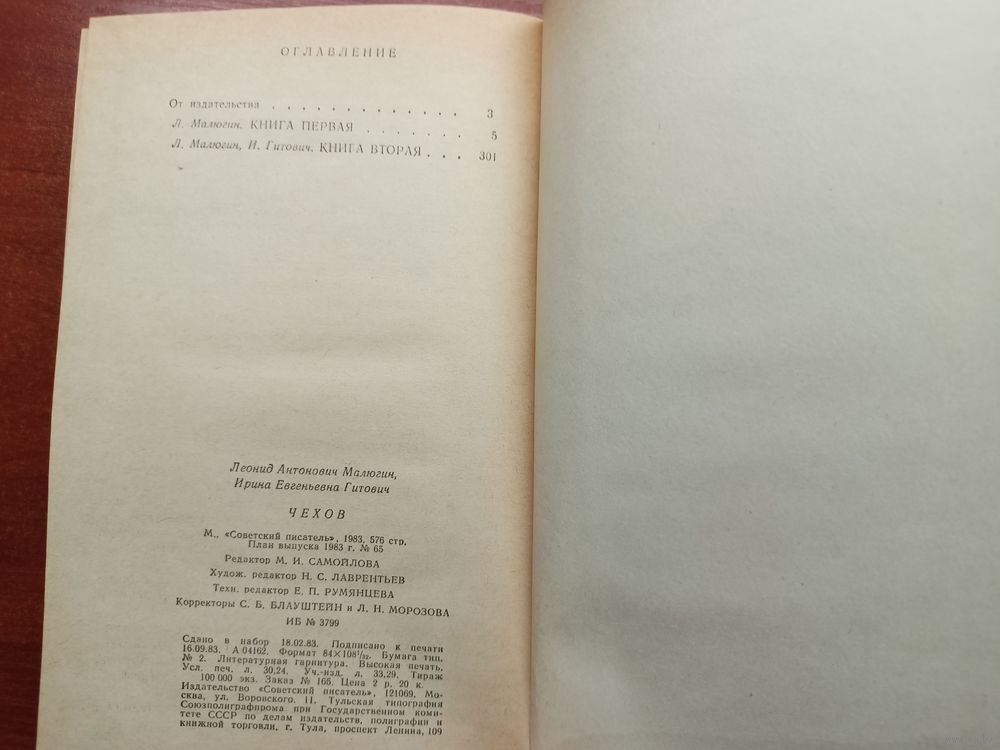 ОГЛАВЛЕНИЕ
От издательства . . . . . . . . . . . . . 3
Л. Малюгин. КНИГА ПЕРВАЯ . . . . . . . 5
Л. Малюгин, И. Гитович. КНИГА ВТОРАЯ . . . 301
Леонид Антонович Малюгин,
Ирина Евгеньевна Гитович
ЧЕХОВ
М., «Советский писатель», 1983, 576 стр.
План выпуска 1983 г. № 65
Редактор М. И. САМОЙЛОВА
Худож. редактор Н. С. ЛАВРЕНТЬЕВ
Техн. редактор Е. П. РУМЯНЦЕВА
Корректоры С. Б. БЛАУШТЕЙН и Л. Н. МОРОЗОВА
ИБ № 3799
Сдано в набор 18.02.83. Подписано к печати
16.09.83. А 04162. Формат 84×108¹/₃₂. Бумага тип.
№ 2. Литературная гарнитура. Высокая печать.
Усл. печ. л. 30,24. Уч.-изд. л. 33,29. Тираж
100 000 экз. Заказ № 165. Цена 2 р. 20 к.
Издательство «Советский писатель», 121069, Мо-
сква, ул. Воровского, 11. Тульская типография
Союзполиграфпрома при Государственном коми-
тете СССР по делам издательств, полиграфии и
книжной торговли, г. Тула, проспект Ленина, 109